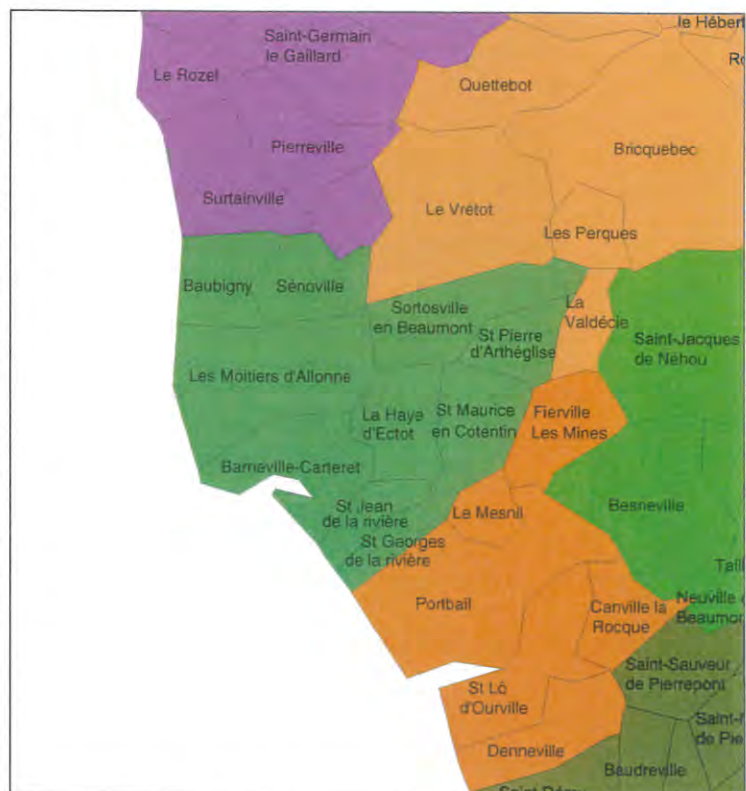 le Hébert
Saint-Germain
le Gaillard
Le Rozel
Quettebot
Pierreville
Bricquebec
Surtainville
Le Vrétot
Les Perques
Baubigny
Sénoville
Sortosville
en Beaumont
La
Valdécie
St Pierre
d'Arthéglise
Saint-Jacques
de Néhou
Les Moitiers d'Allonne
La Haye
d'Ectot
St Maurice
en Cotentin
Fierville
Les Mines
Barneville-Carteret
St Jean
de la rivière
Le Mesnil
Besneville
St Georges
de la rivière
Portbail
Canville la
Rocque
Neuville
Beaumon
Saint-Sauveur
de Pierrepont
St Lô
d'Ourville
Denneville
Baudreville